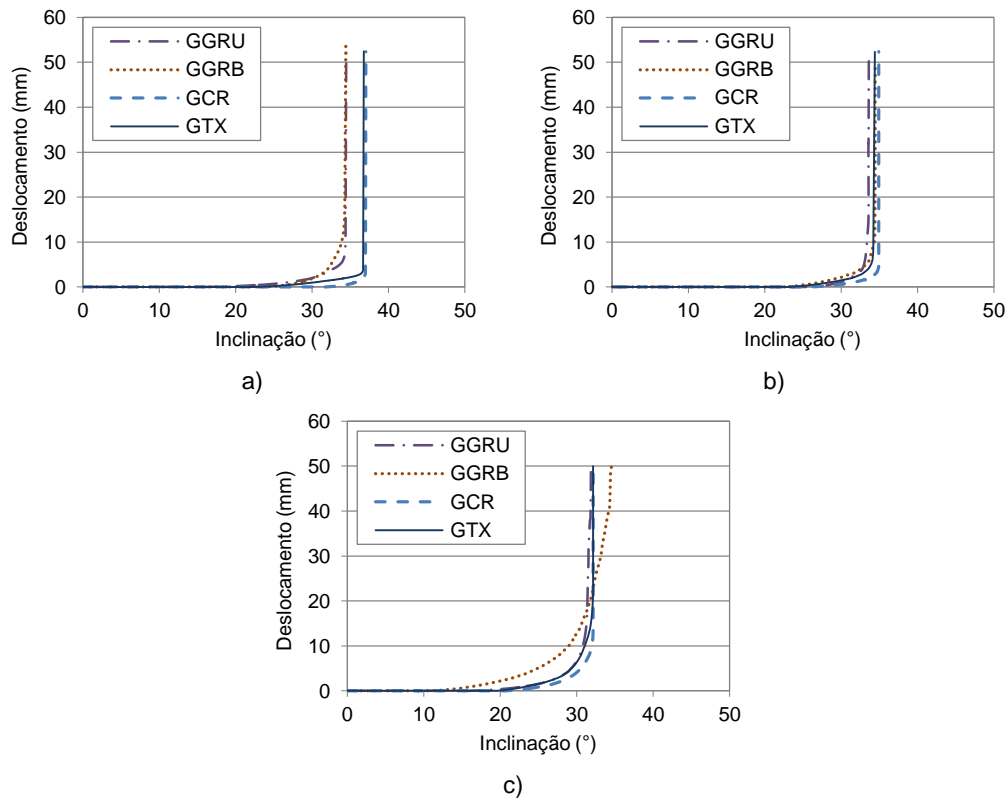 60
50
40
30
20
10
0
Deslocamento (mm)
GGRU
GGRB
GCR
GTX
0 10 20 30 40 50
Inclinação (°)
a)
60
50
40
30
20
10
0
Deslocamento (mm)
GGRU
GGRB
GCR
GTX
0 10 20 30 40 50
Inclinação (°)
b)
60
50
40
30
20
10
0
Deslocamento (mm)
GGRU
GGRB
GCR
GTX
0 10 20 30 40 50
Inclinação (°)
c)